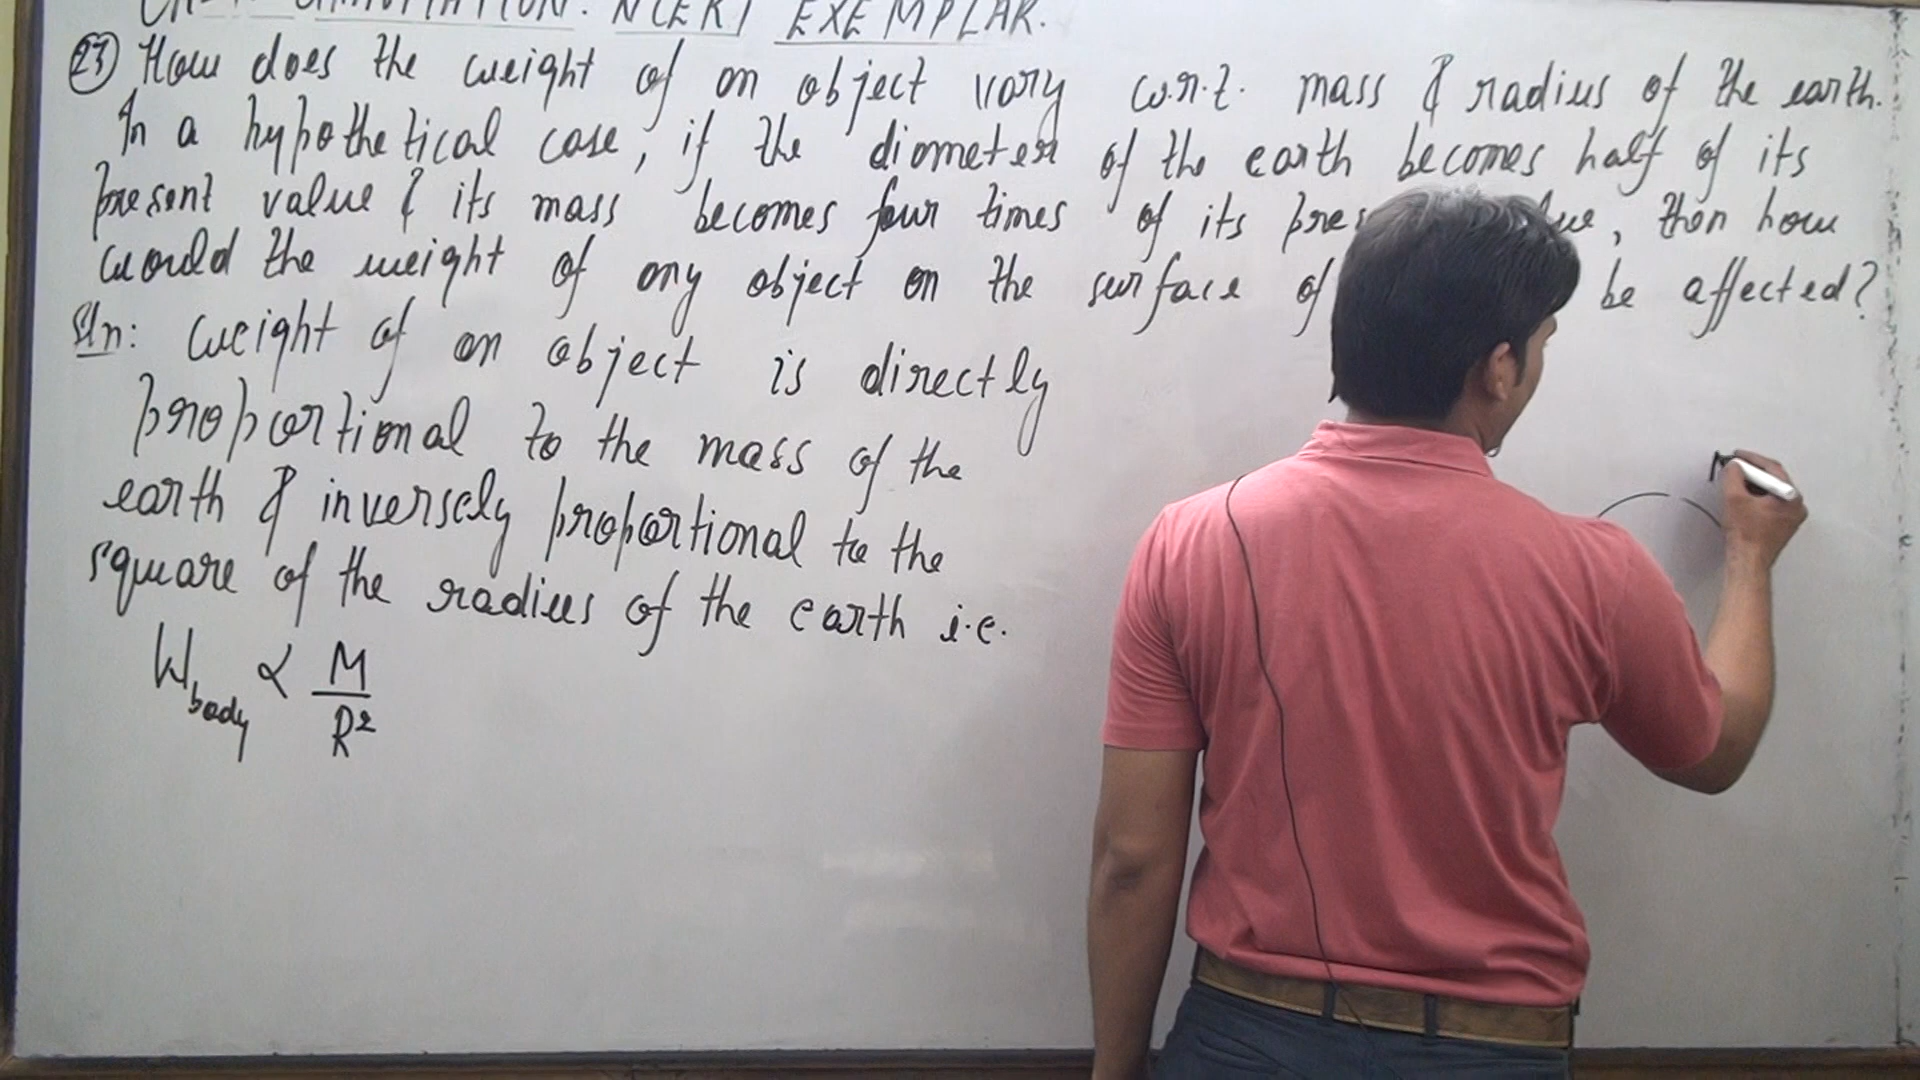 NCERT EXEMPLAR.
23 How does the weight of an object vary w.r.t. mass & radius of the earth.
In a hypothetical case, if the diameter of the earth becomes half of its
present value & its mass becomes four times of its then how
would the weight of any object on the surface of be affected?
Sln: Weight of an object is directly
proportional to the mass of the
earth & inversely proportional to the
square of the radius of the earth i.e.
W body ∝ M / R²